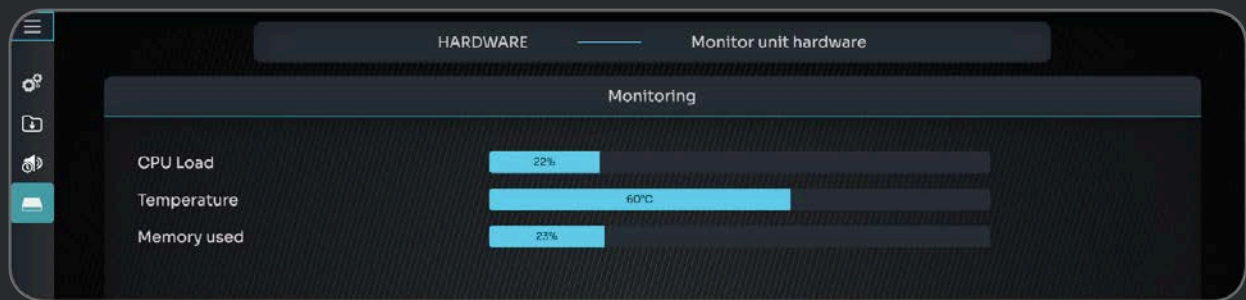 HARDWARE Monitor unit hardware
Monitoring
CPU Load 22%
Temperature 60°C
Memory used 23%